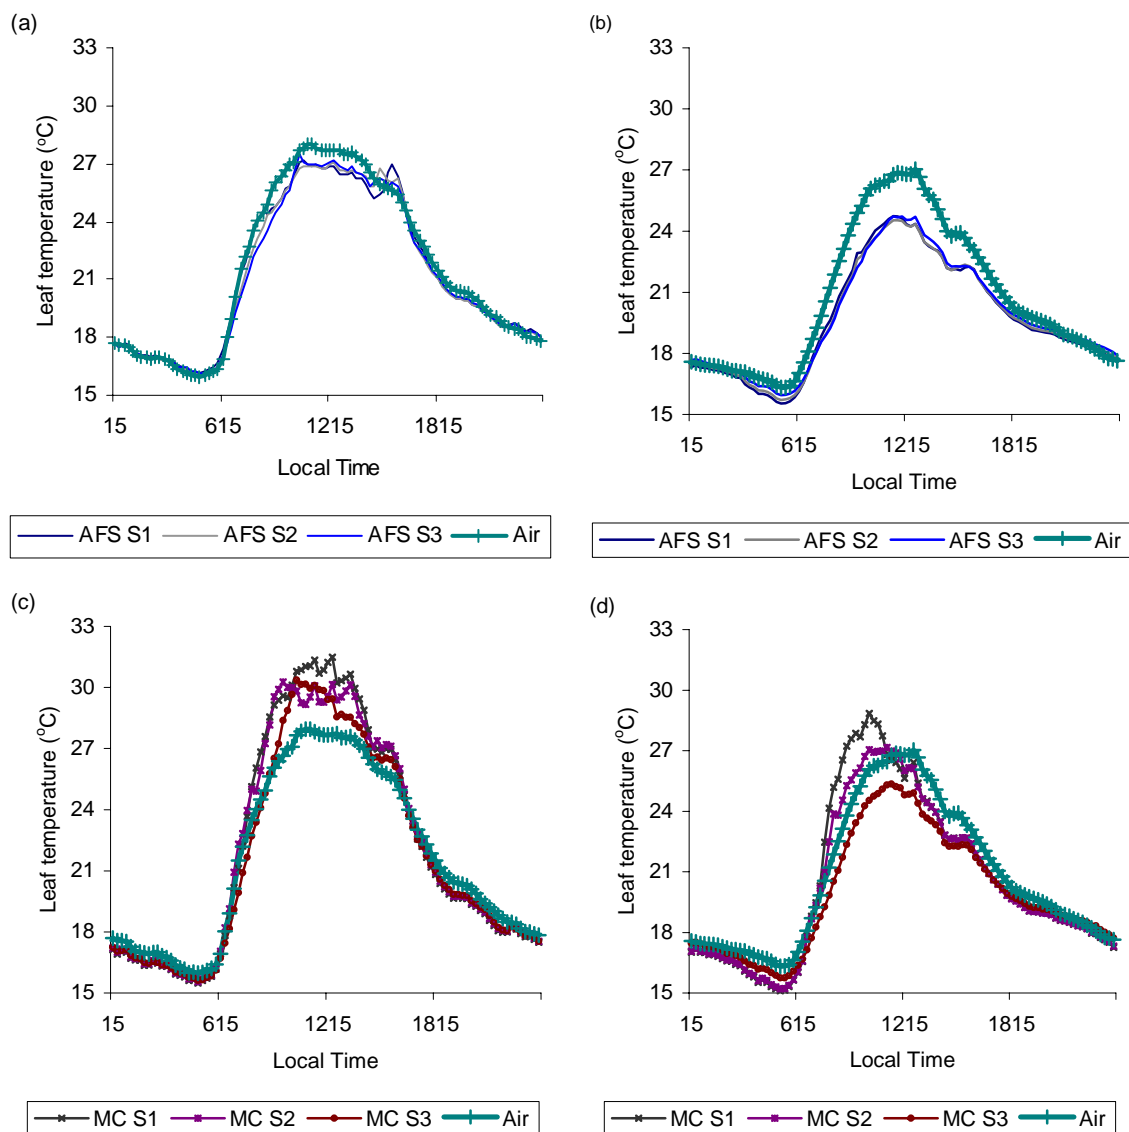 (a)
Leaf temperature (°C)
33
30
27
24
21
18
15
15 615 1215 1815
Local Time
AFS S1 AFS S2 AFS S3 Air
(b)
Leaf temperature (°C)
33
30
27
24
21
18
15
15 615 1215 1815
Local Time
AFS S1 AFS S2 AFS S3 Air
(c)
Leaf temperature (°C)
33
30
27
24
21
18
15
15 615 1215 1815
Local Time
MC S1 MC S2 MC S3 Air
(d)
Leaf temperature (°C)
33
30
27
24
21
18
15
15 615 1215 1815
Local Time
MC S1 MC S2 MC S3 Air